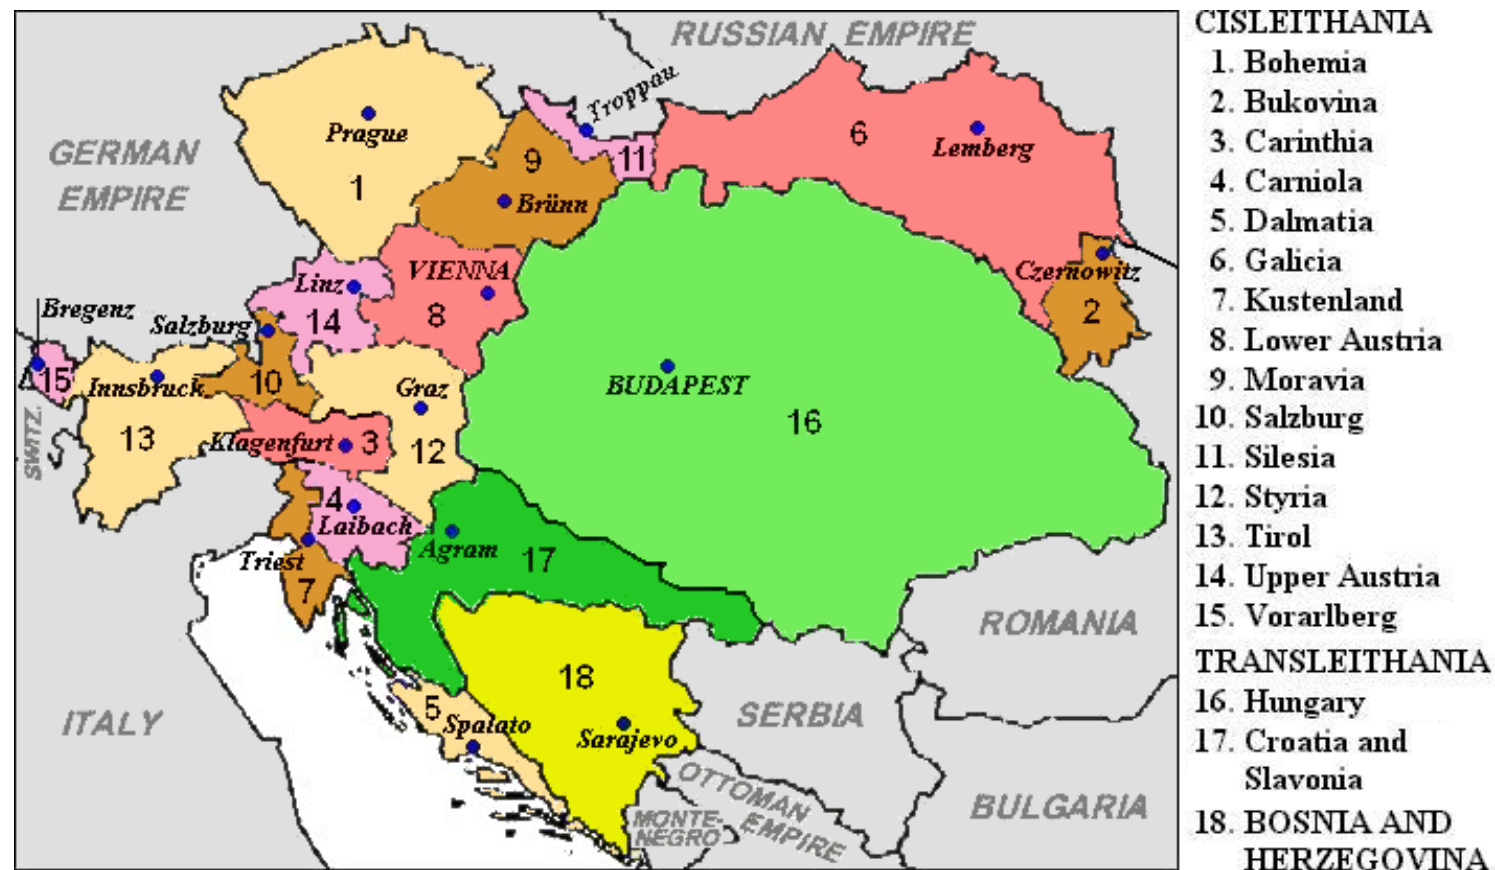 RUSSIAN EMPIRE
Troppau
GERMAN
EMPIRE
Prague
1
9
11
6
Lemberg
Brünn
Linz
VIENNA
Czernowitz
Bregenz
Salzburg
14
8
2
15
Innsbruck
10
Graz
BUDAPEST
16
SWITZ.
13
Klagenfurt
3
12
4
Laibach
Agram
17
Triest
7
ROMANIA
18
5
Spalato
Sarajevo
ITALY
SERBIA
OTTOMAN
EMPIRE
MONTE-
NEGRO
BULGARIA
CISLEITHANIA
1. Bohemia
2. Bukovina
3. Carinthia
4. Carniola
5. Dalmatia
6. Galicia
7. Kustenland
8. Lower Austria
9. Moravia
10. Salzburg
11. Silesia
12. Styria
13. Tirol
14. Upper Austria
15. Vorarlberg
TRANSLEITHANIA
16. Hungary
17. Croatia and
Slavonia
18. BOSNIA AND
HERZEGOVINA